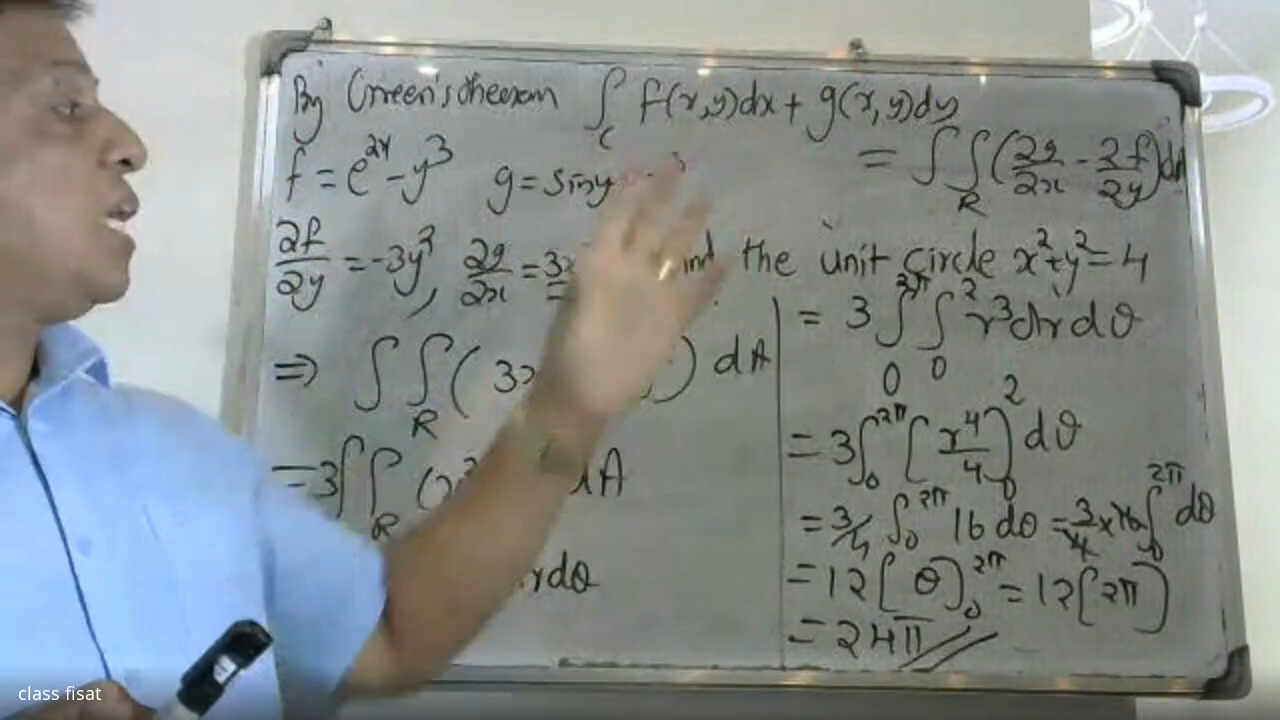 By Green's theorem ∫_C f(x,y)dx + g(x,y)dy
= ∫∫_R (∂g/∂x - ∂f/∂y)dA
f = e^{2x} - y^3 g = siny
∂f/∂y = -3y^2, ∂g/∂x = 3x
the unit circle x^2+y^2=4
⇒ ∫∫_R ( 3x ) dA
= 3∫∫_R (x^2 dA
rdθ
= 3 ∫_0^{2π} ∫_0^2 r^3 dr dθ
= 3∫_0^{2π} [r^4/4]_0^2 dθ
= 3/4 ∫_0^{2π} 16 dθ = 3/4 x 16 ∫_0^{2π} dθ
= 12 [θ]_0^{2π} = 12 [2π]
= 24π
class fisat